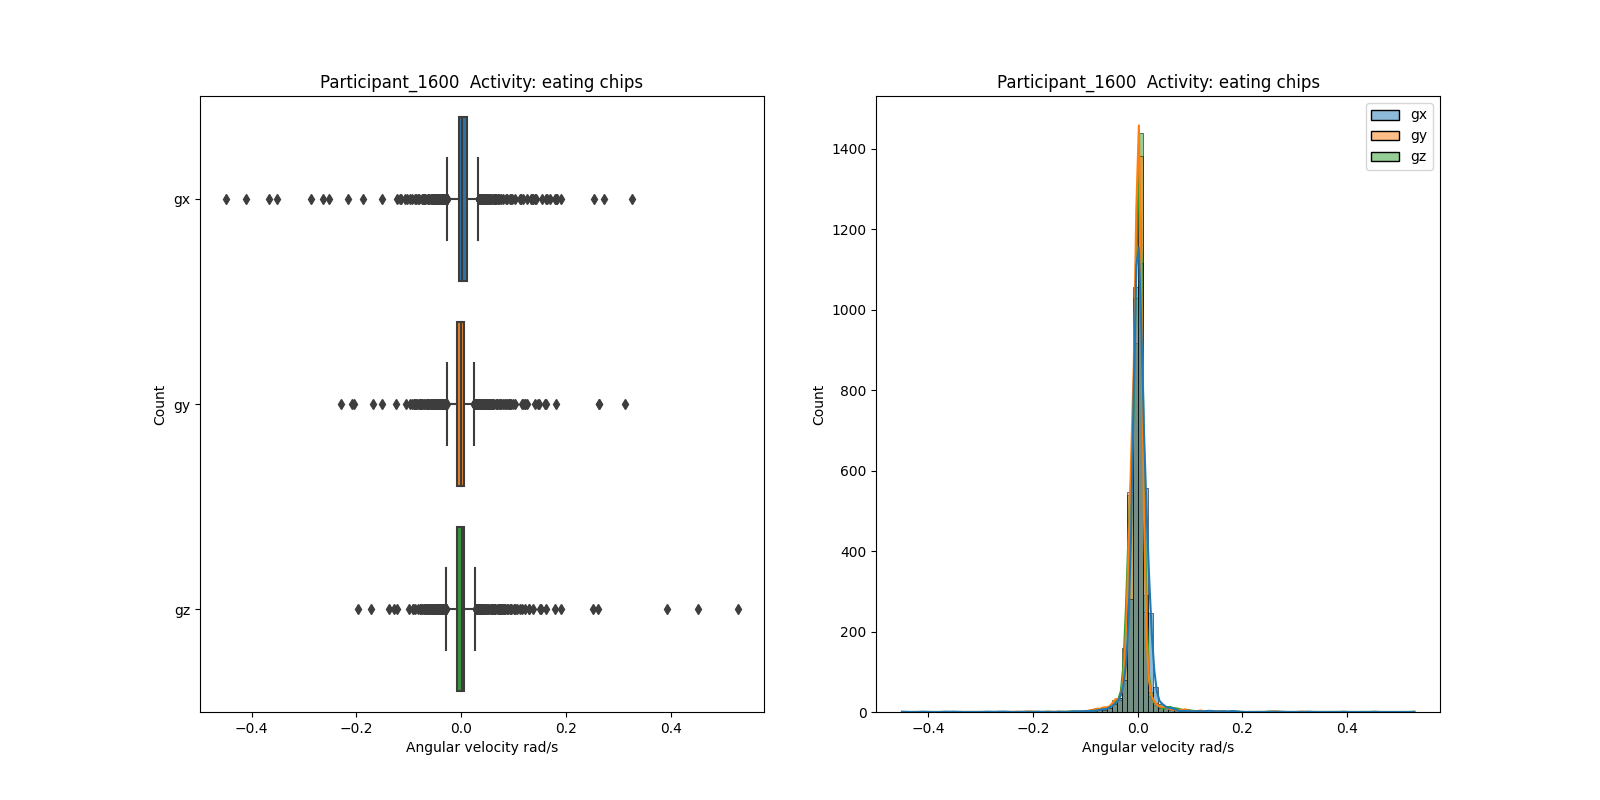 Participant_1600  Activity: eating chips
gx
gy
gz
Count
−0.4
−0.2
0.0
0.2
0.4
Angular velocity rad/s
Participant_1600  Activity: eating chips
gx
gy
gz
1400
1200
1000
800
600
400
200
0
Count
−0.4
−0.2
0.0
0.2
0.4
Angular velocity rad/s